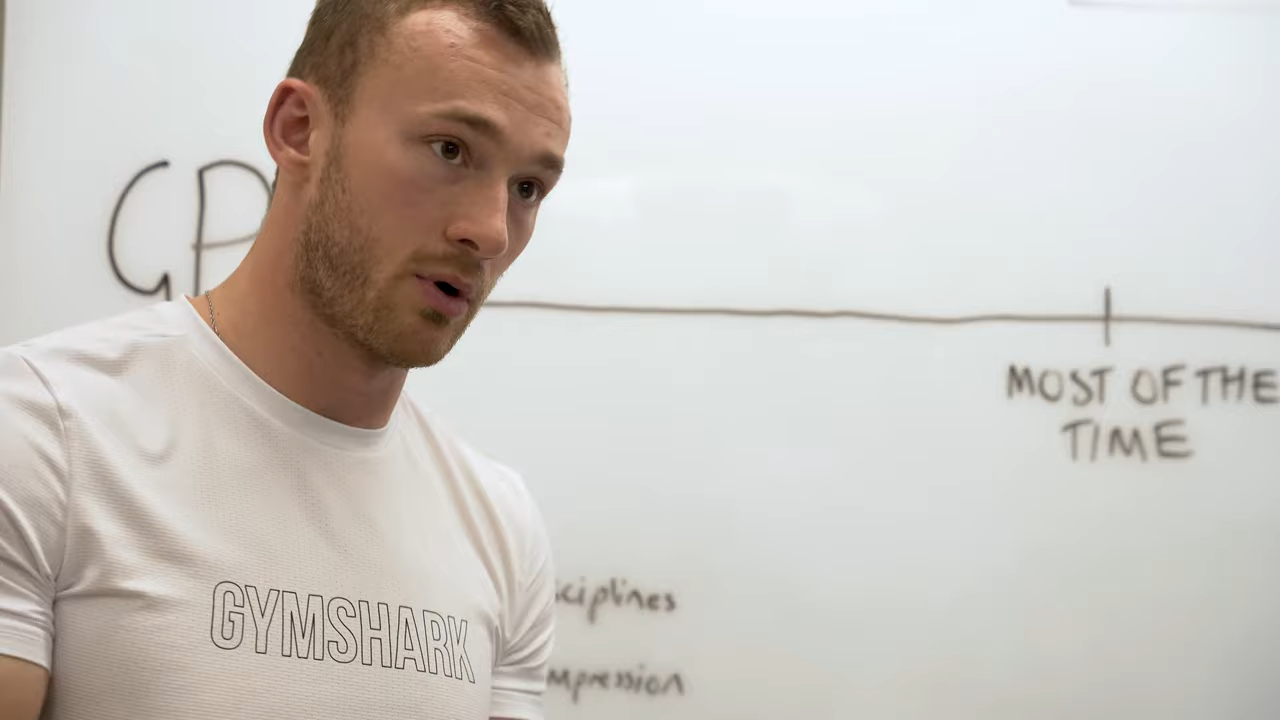 GP
MOST OF THE
TIME
ciplines
GYMSHARK
mpression